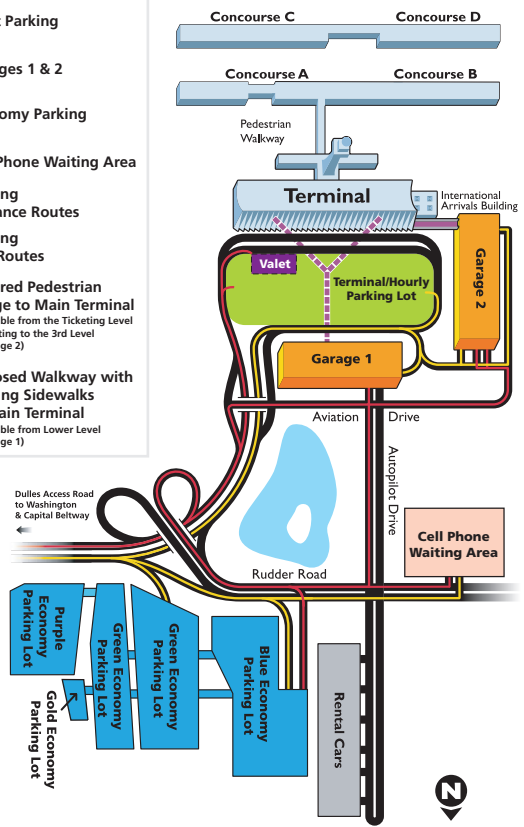 Parking
ges 1 & 2
omy Parking
Phone Waiting Area
ng
ance Routes
ng
Routes
red Pedestrian
ge to Main Terminal
ble from the Ticketing Level
ting to the 3rd Level
ge 2)
osed Walkway with
ng Sidewalks
ain Terminal
ble from Lower Level
ge 1)
Concourse C
Concourse D
Concourse A
Concourse B
Pedestrian
Walkway
Terminal
International
Arrivals Building
Valet
Terminal/Hourly
Parking Lot
Garage 2
Garage 1
Aviation Drive
Autopilot Drive
Dulles Access Road
to Washington
& Capital Beltway
Cell Phone
Waiting Area
Rudder Road
Purple
Economy
Parking Lot
Green Economy
Parking Lot
Green Economy
Parking Lot
Blue Economy
Parking Lot
Gold Economy
Parking Lot
Rental Cars
N